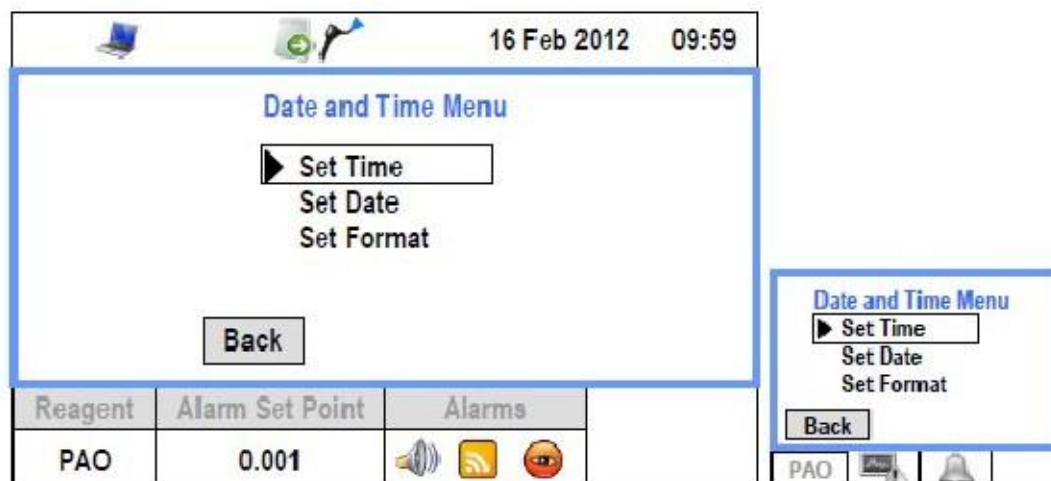 16 Feb 2012 09:59
Date and Time Menu
Set Time
Set Date
Set Format
Back
Reagent Alarm Set Point Alarms
PAO 0.001
Date and Time Menu
Set Time
Set Date
Set Format
Back
PAO